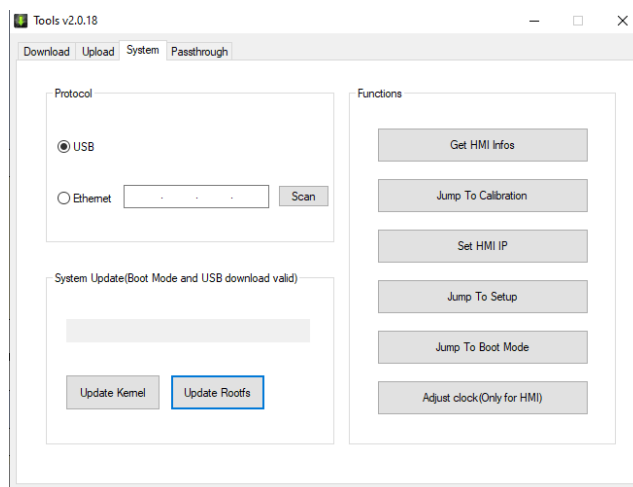 Tools v2.0.18
Download Upload System Passthrough
Protocol
USB
Ethernet
Scan
System Update(Boot Mode and USB download valid)
Update Kernel
Update Rootfs
Functions
Get HMI Infos
Jump To Calibration
Set HMI IP
Jump To Setup
Jump To Boot Mode
Adjust clock(Only for HMI)